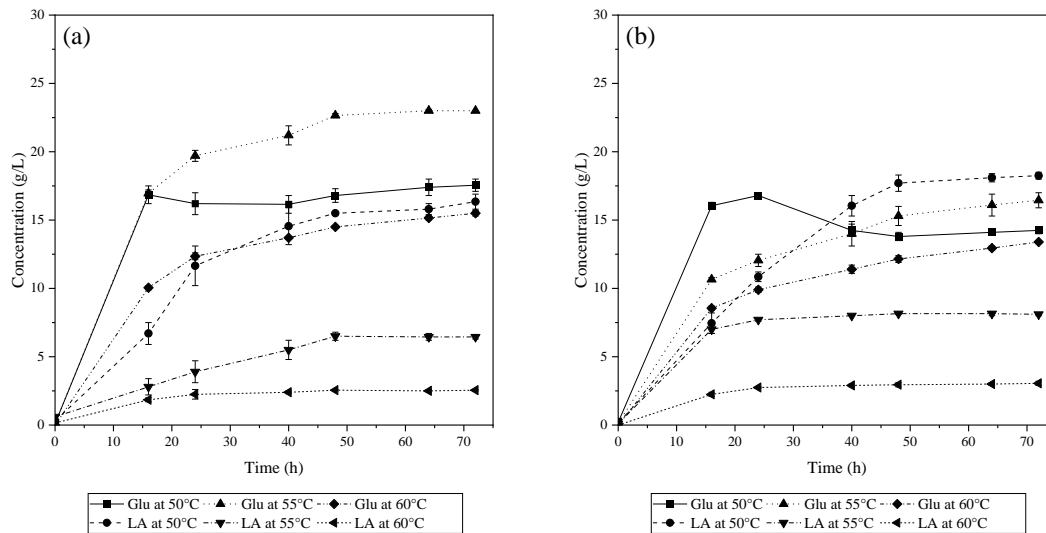 (a)
Concentration (g/L)
30
25
20
15
10
5
0
0 10 20 30 40 50 60 70
Time (h)
Glu at 50°C Glu at 55°C Glu at 60°C
LA at 50°C LA at 55°C LA at 60°C
(b)
Concentration (g/L)
30
25
20
15
10
5
0
0 10 20 30 40 50 60 70
Time (h)
Glu at 50°C Glu at 55°C Glu at 60°C
LA at 50°C LA at 55°C LA at 60°C